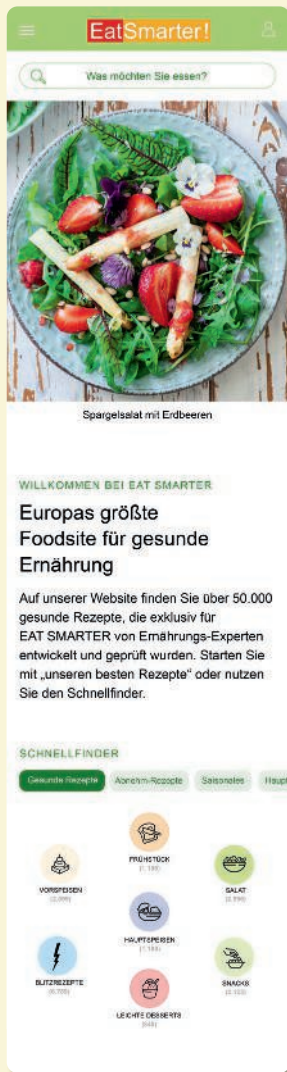 EatSmarter!
Was möchten Sie essen?
Spargelsalat mit Erdbeeren
WILLKOMMEN BEI EAT SMARTER
Europas größte
Foodsite für gesunde
Ernährung
Auf unserer Website finden Sie über 50.000
gesunde Rezepte, die exklusiv für
EAT SMARTER von Ernährungs-Experten
entwickelt und geprüft wurden. Starten Sie
mit „unseren besten Rezepte“ oder nutzen
Sie den Schnellfinder.
SCHNELLFINDER
Gesunde Rezepte Abnehm-Rezepte Saisonales Haupt
FRÜHSTÜCK
VORSPEISEN
SALAT
HAUPTSPEISEN
BLITZREZEPTE
SNACKS
LEICHTE DESSERTS